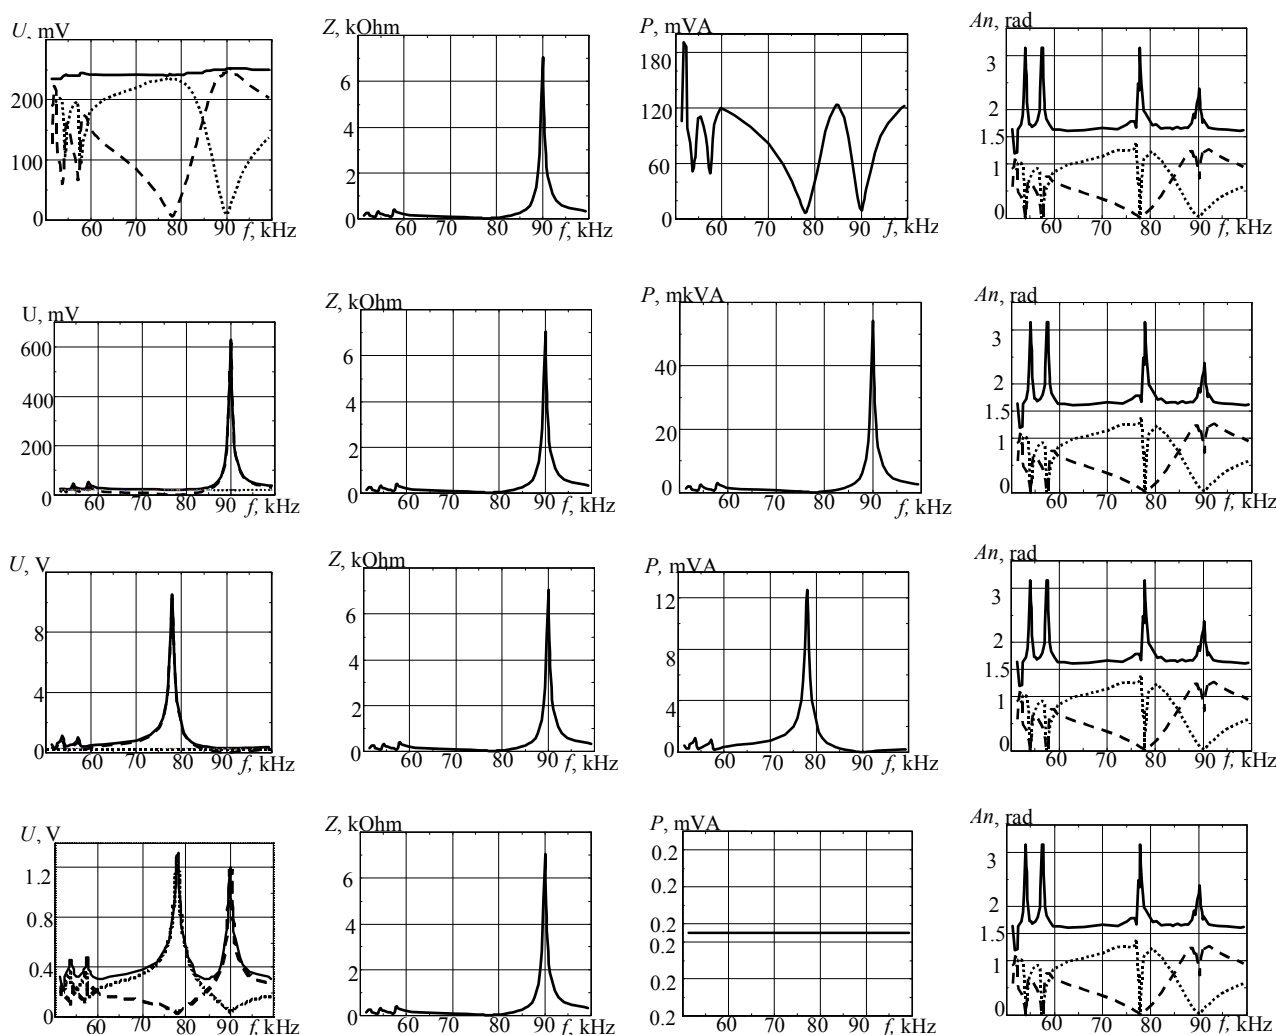 U, mV
200
100
0
60 70 80 90 f, kHz
Z, kOhm
6
4
2
0
60 70 80 90 f, kHz
P, mVA
180
120
60
0
60 70 80 90 f, kHz
An, rad
3
2
1.5
1
0
60 70 80 90 f, kHz
U, mV
600
400
200
0
60 70 80 90 f, kHz
Z, kOhm
6
4
2
0
60 70 80 90 f, kHz
P, mkVA
40
20
0
60 70 80 90 f, kHz
An, rad
3
2
1.5
1
0
60 70 80 90 f, kHz
U, V
8
4
0
60 70 80 90 f, kHz
Z, kOhm
6
4
2
0
60 70 80 90 f, kHz
P, mVA
12
8
4
0
60 70 80 90 f, kHz
An, rad
3
2
1.5
1
0
60 70 80 90 f, kHz
U, V
1.2
0.8
0.4
0
60 70 80 90 f, kHz
Z, kOhm
6
4
2
0
60 70 80 90 f, kHz
P, mVA
0.2
0.2
0.2
0.2
0.2
0.2
60 70 80 90 f, kHz
An, rad
3
2
1.5
1
0
60 70 80 90 f, kHz